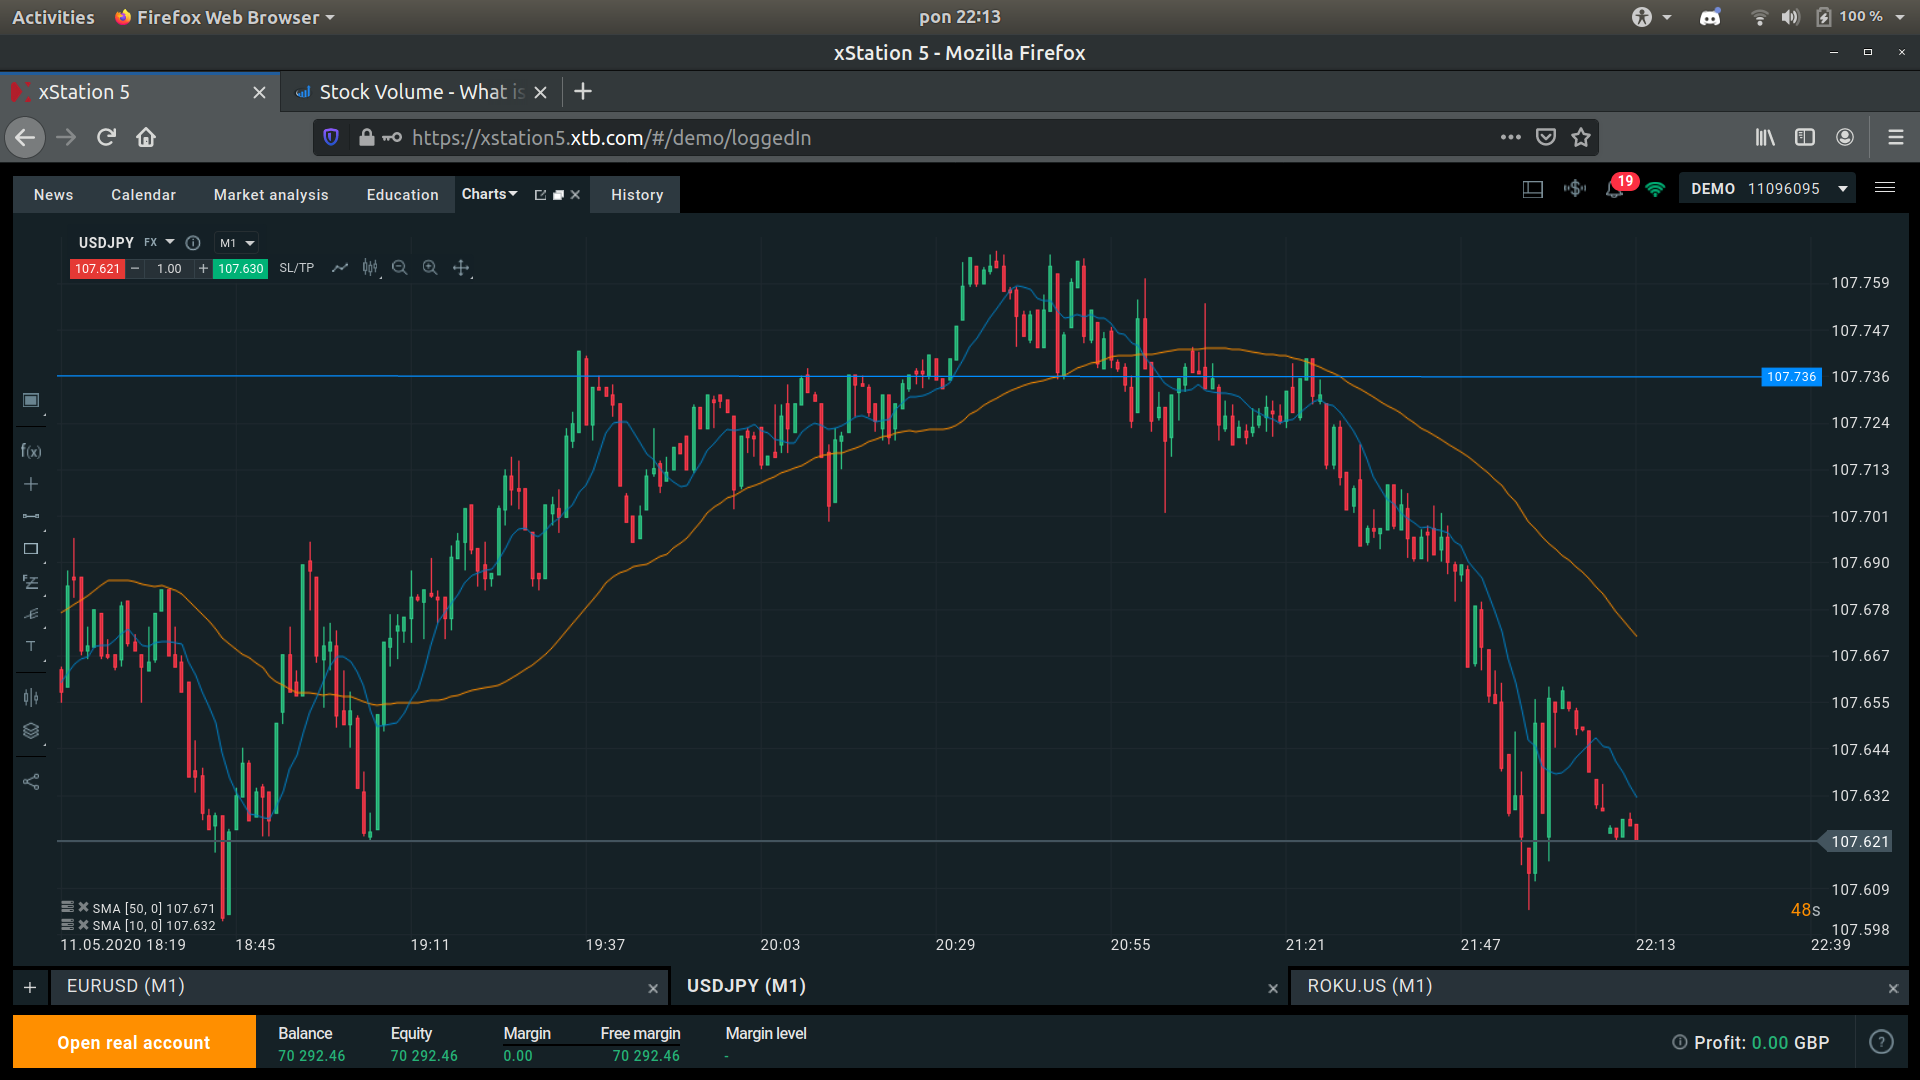 Activities Firefox Web Browser pon 22:13 100 %
xStation 5 - Mozilla Firefox
xStation 5 Stock Volume - What is
https://xstation5.xtb.com/#/demo/loggedIn
News Calendar Market analysis Education Charts History 19 DEMO 11096095
USDJPY FX M1
107.621 1.00 107.630 SL/TP
107.759
107.747
107.736 107.736
107.724
107.713
107.701
107.690
107.678
107.667
107.655
107.644
107.632
107.621
107.609
107.598
f(x)
T
SMA [50, 0] 107.671
SMA [10, 0] 107.632
48s
11.05.2020 18:19 18:45 19:11 19:37 20:03 20:29 20:55 21:21 21:47 22:13 22:39
EURUSD (M1) USDJPY (M1) ROKU.US (M1)
Open real account
Balance Equity Margin Free margin Margin level
70 292.46 70 292.46 0.00 70 292.46 -
Profit: 0.00 GBP ?